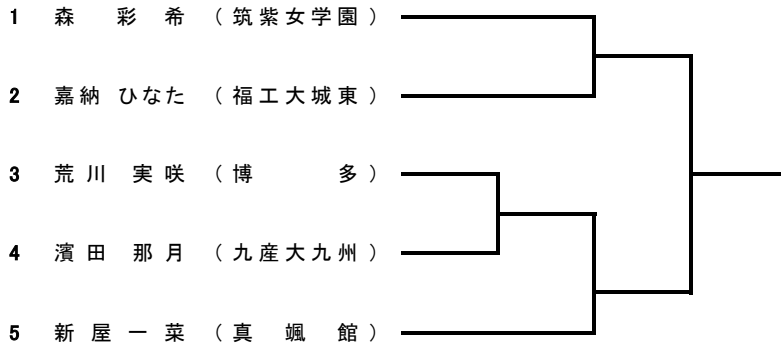 1 森 彩 希 （ 筑 紫 女 学 園 ）
2 嘉 納 ひなた （ 福 工 大 城 東 ）
3 荒 川 実 咲 （ 博 多 ）
4 濱 田 那 月 （ 九 産 大 九 州 ）
5 新 屋 一 菜 （ 真 颯 館 ）